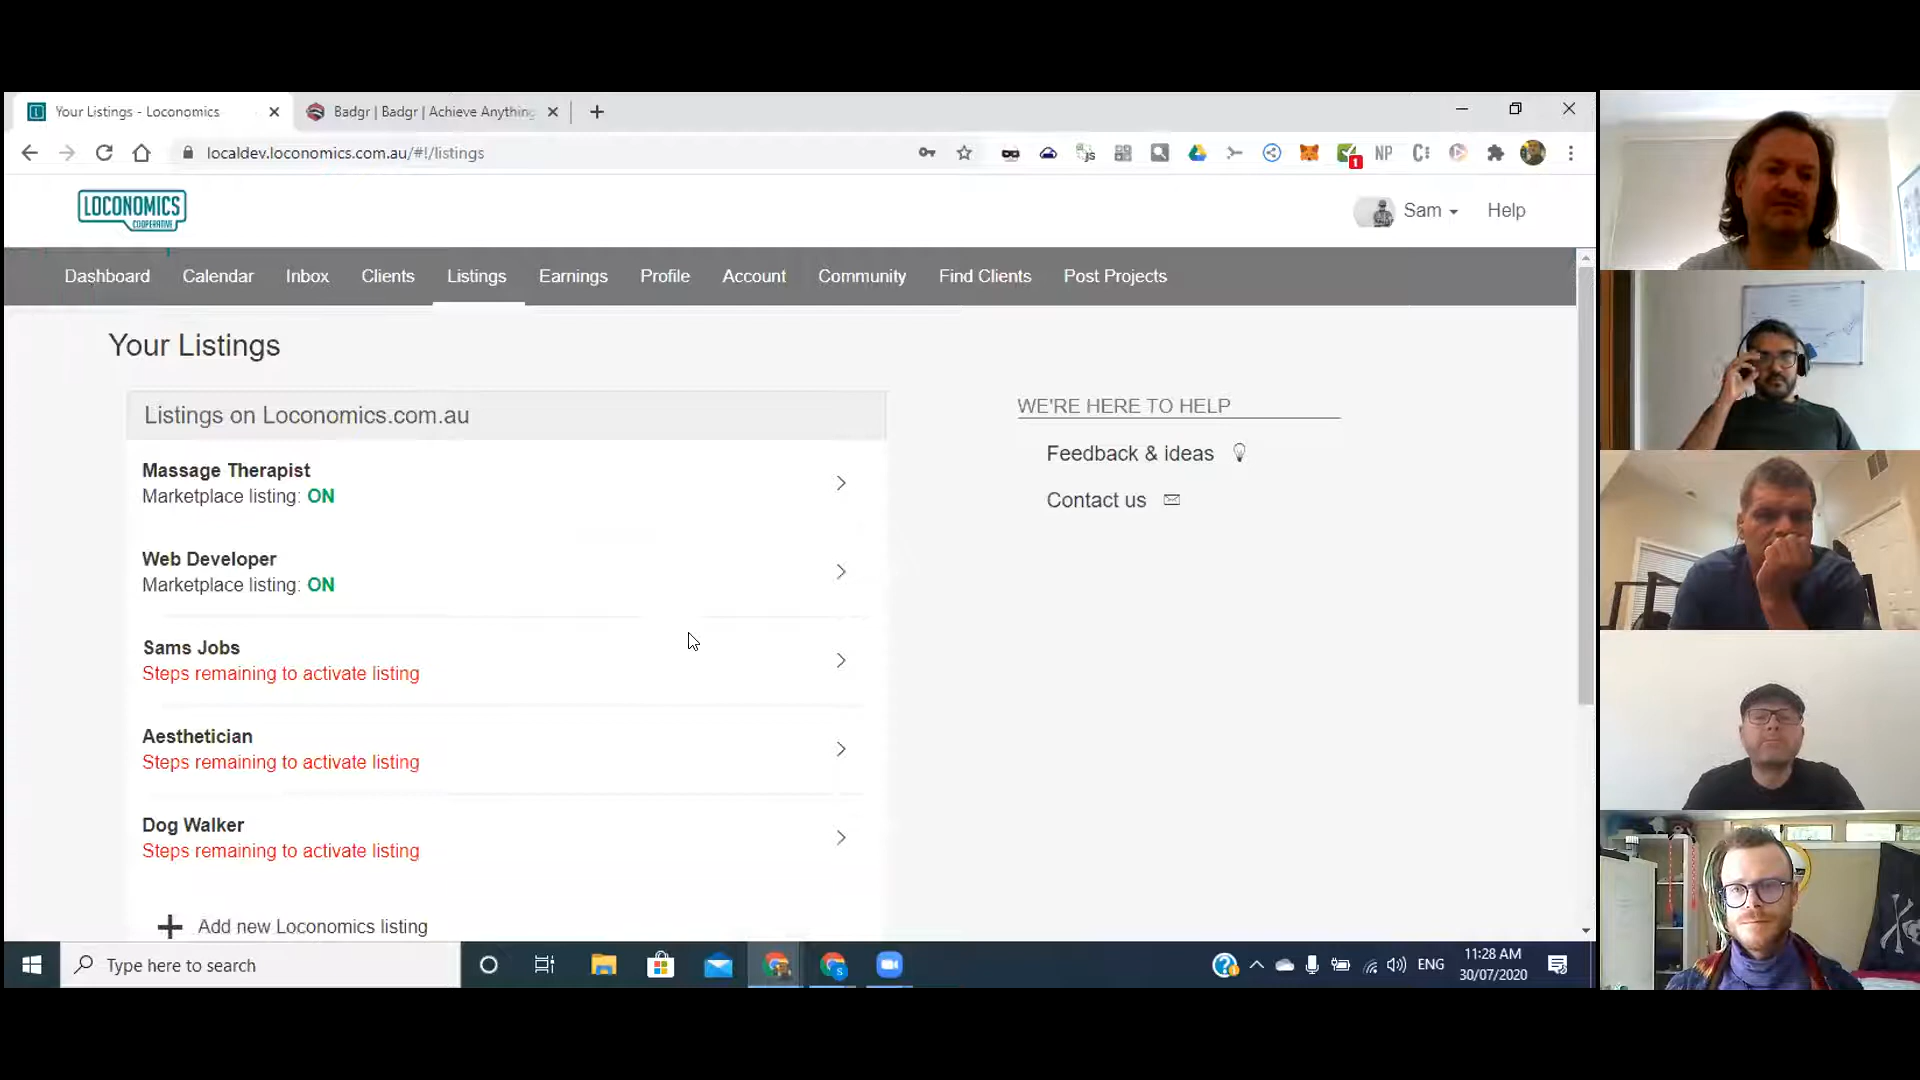 Your Listings - Loconomics
Badgr | Badgr | Achieve Anything
localdev.loconomics.com.au/#!/listings
JS
1
NP
LOCONOMICS
COOPERATIVE
Sam
Help
Dashboard
Calendar
Inbox
Clients
Listings
Earnings
Profile
Account
Community
Find Clients
Post Projects
Your Listings
Listings on Loconomics.com.au
Massage Therapist
Marketplace listing: ON
Web Developer
Marketplace listing: ON
Sams Jobs
Steps remaining to activate listing
Aesthetician
Steps remaining to activate listing
Dog Walker
Steps remaining to activate listing
Add new Loconomics listing
WE'RE HERE TO HELP
Feedback & ideas
Contact us
Type here to search
ENG
11:28 AM
30/07/2020